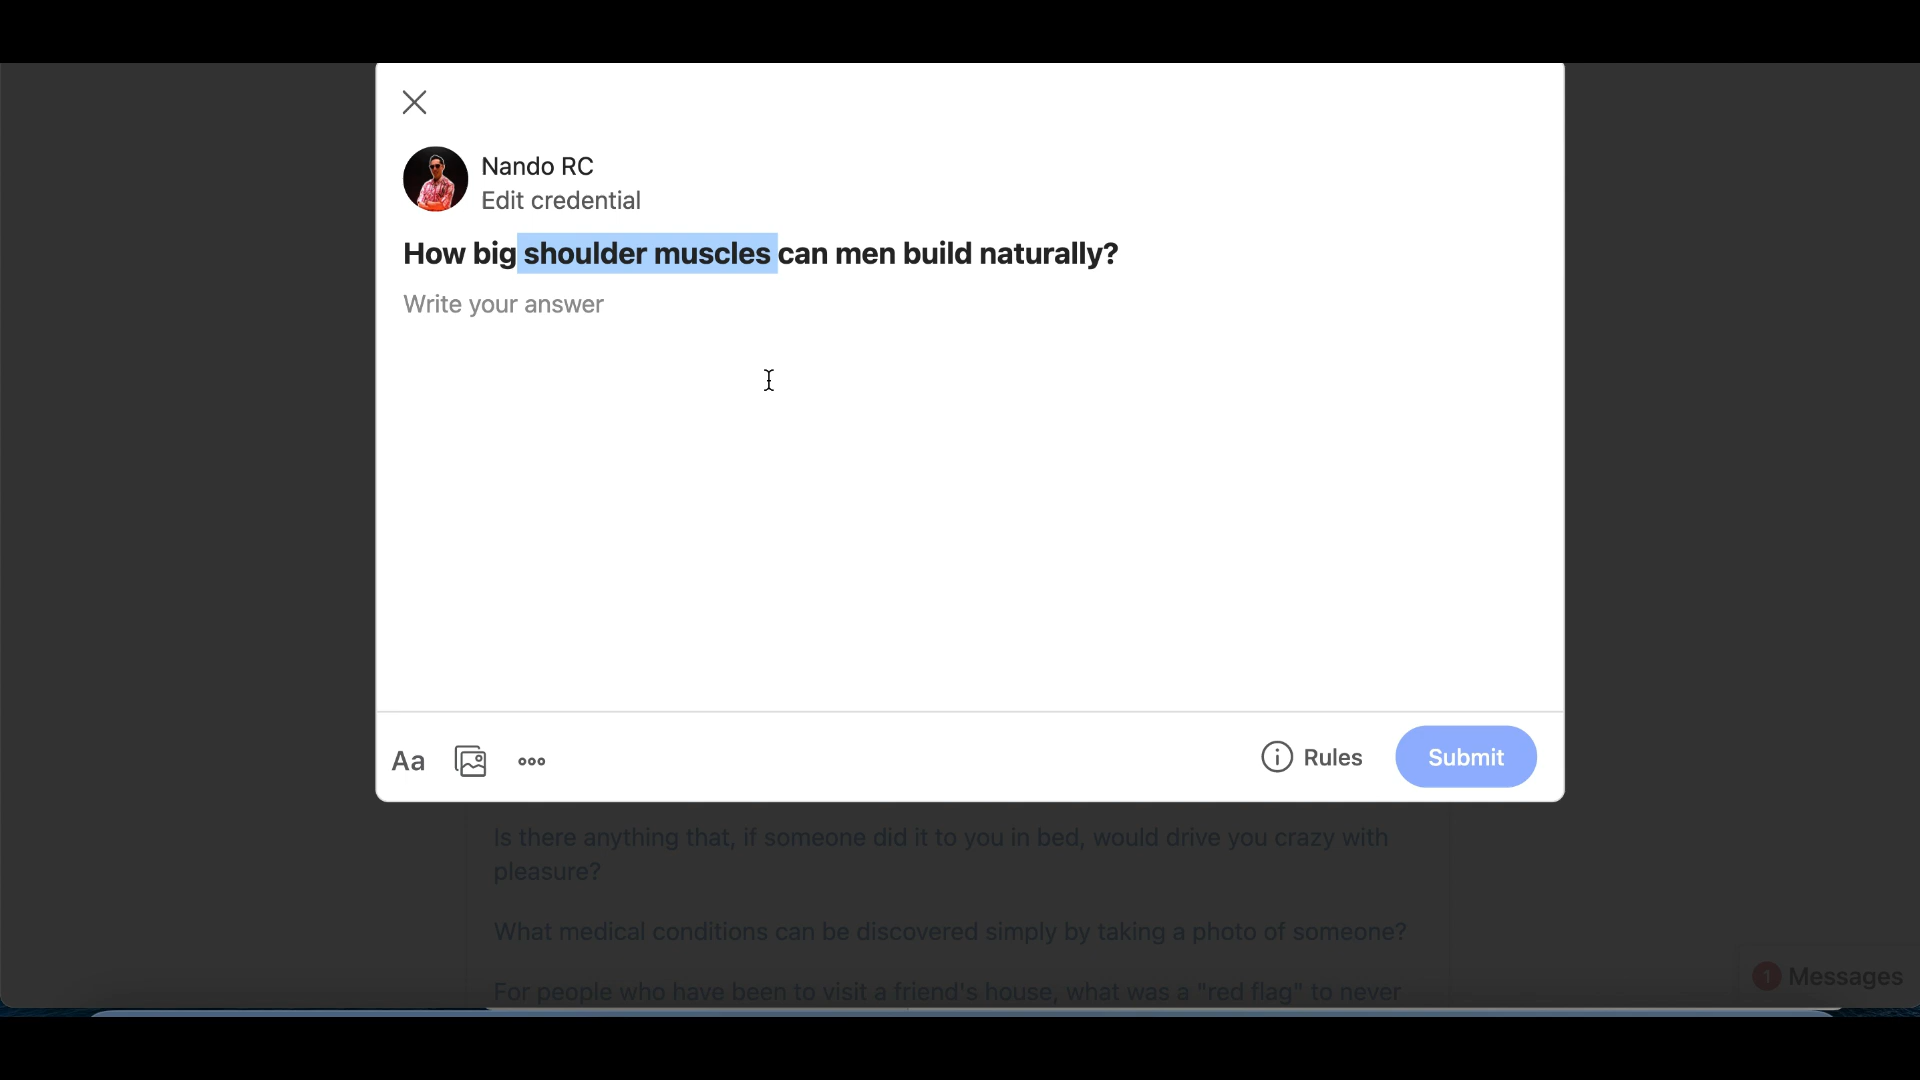 Nando RC
Edit credential
How big shoulder muscles can men build naturally?
Write your answer
Aa
Rules
Submit
Is there anything that, if someone did it to you in bed, would drive you crazy with
pleasure?
What medical conditions can be discovered simply by taking a photo of someone?
For people who have been to visit a friend's house, what was a "red flag" to never
1 Messages